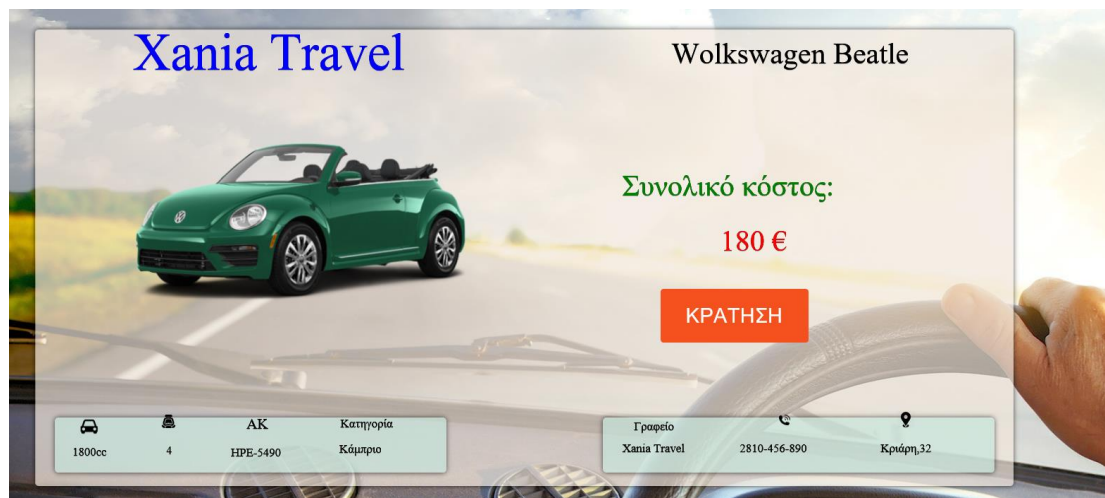 Xania Travel
Wolkswagen Beatle
Συνολικό κόστος:
180 €
ΚΡΑΤΗΣΗ
ΑΚ Κατηγορία
1800cc 4 HPE-5490 Κάμπριο
Γραφείο
Xania Travel 2810-456-890 Κριάρη,32